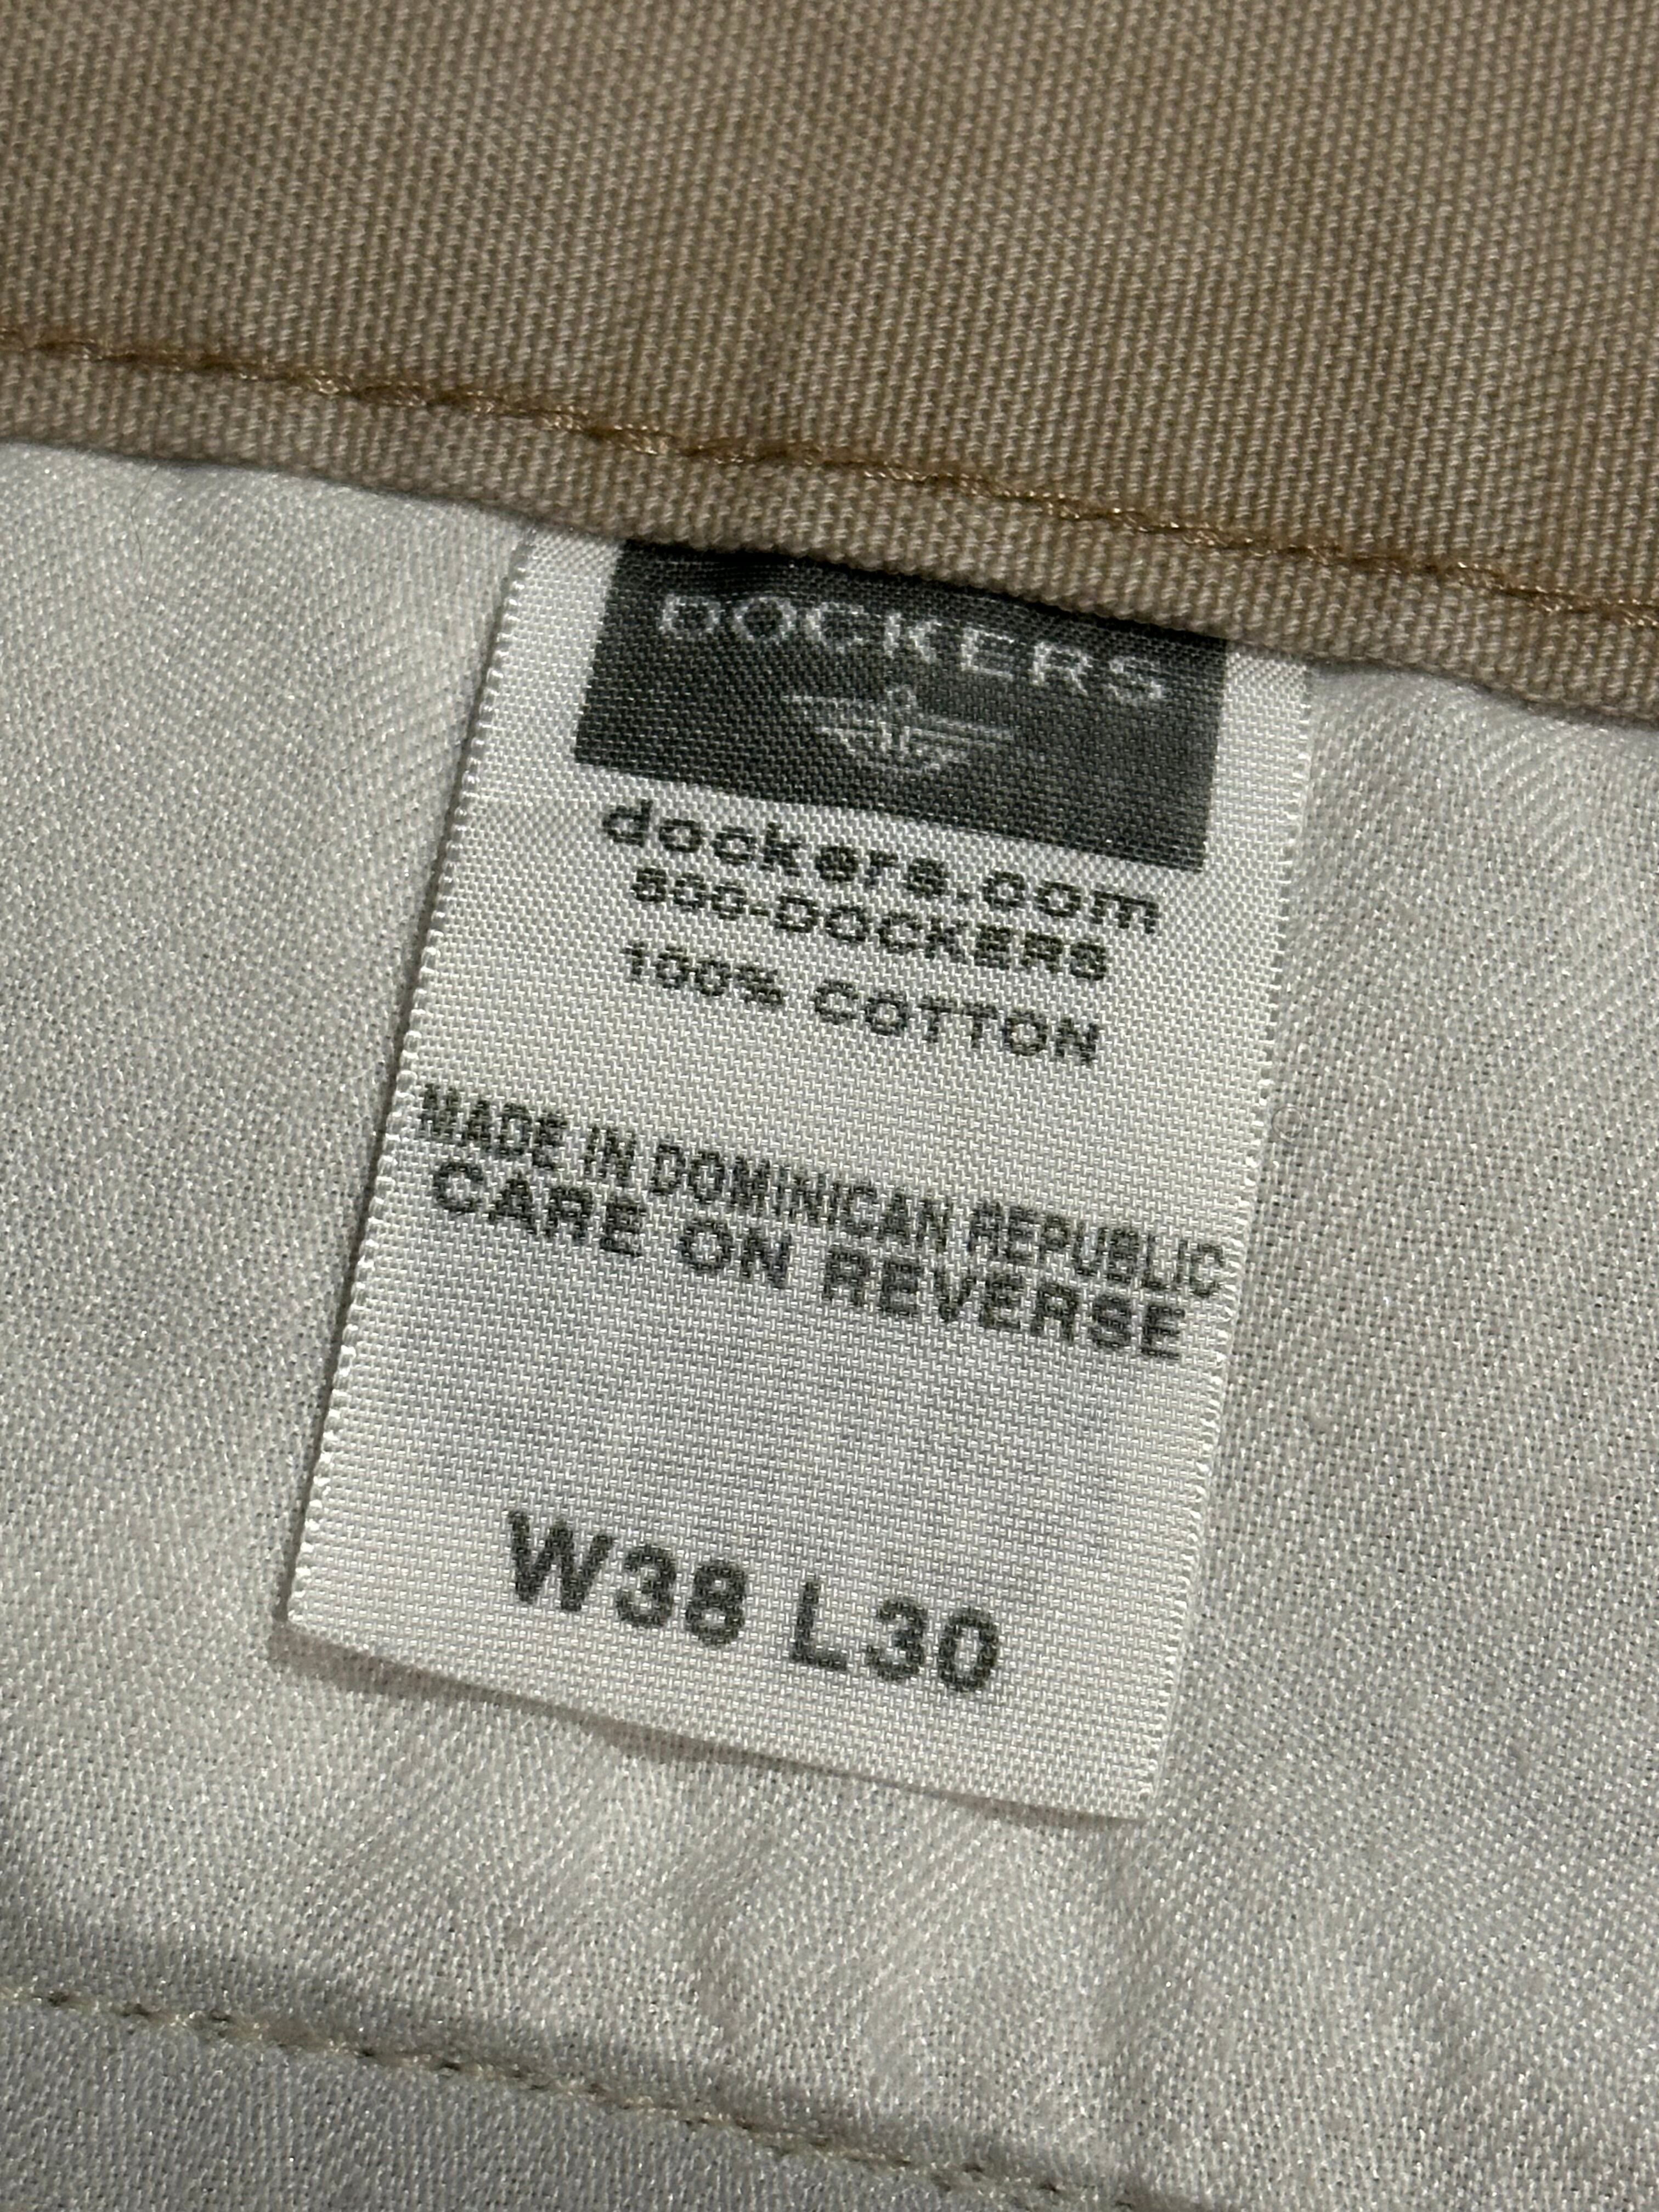 DOCKERS
dockers.com
800-DOCKERS
100% COTTON
MADE IN DOMINICAN REPUBLIC
CARE ON REVERSE
W38 L30